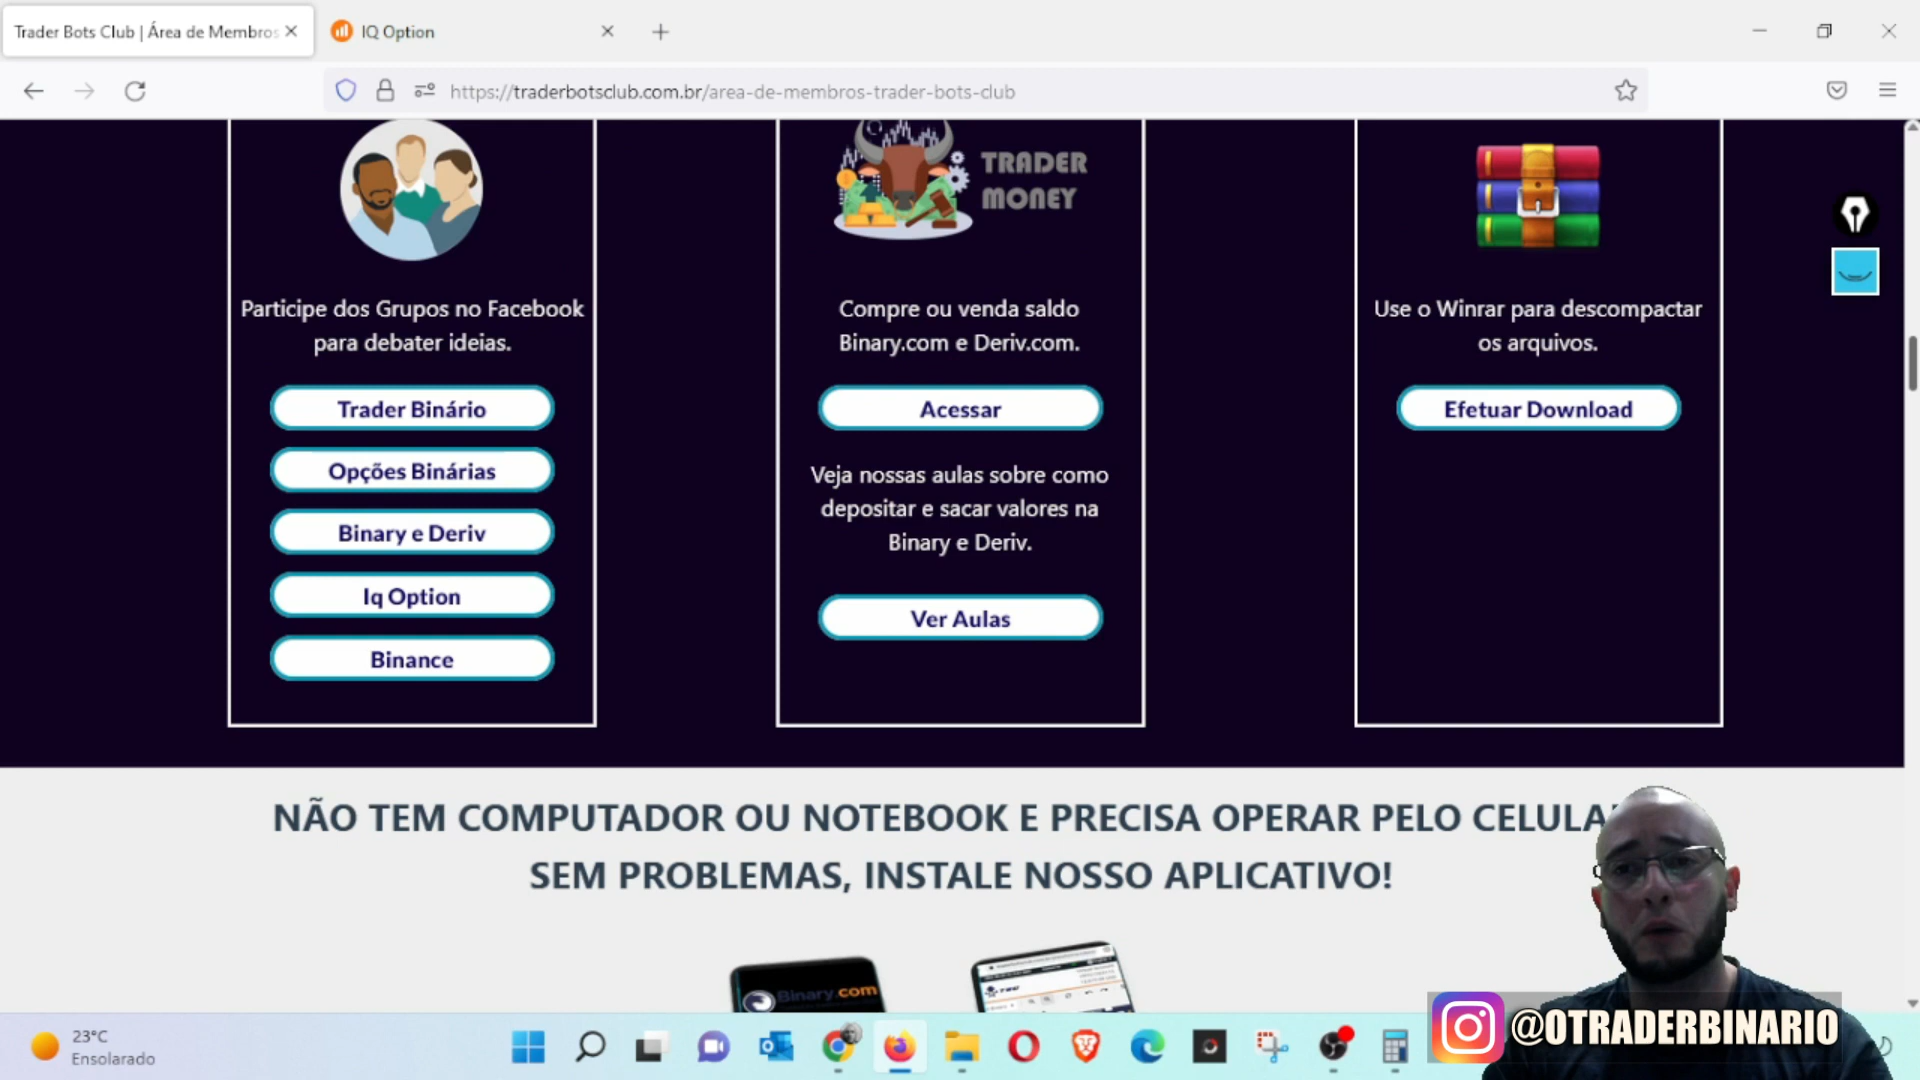 Trader Bots Club | Área de Membros
IQ Option
https://traderbotsclub.com.br/area-de-membros-trader-bots-club
TRADER
MONEY
Participe dos Grupos no Facebook
para debater ideias.
Trader Binário
Opções Binárias
Binary e Deriv
Iq Option
Binance
Compre ou venda saldo
Binary.com e Deriv.com.
Acessar
Veja nossas aulas sobre como
depositar e sacar valores na
Binary e Deriv.
Ver Aulas
Use o Winrar para descompactar
os arquivos.
Efetuar Download
NÃO TEM COMPUTADOR OU NOTEBOOK E PRECISA OPERAR PELO CELULA
SEM PROBLEMAS, INSTALE NOSSO APLICATIVO!
Binary.com
23°C
Ensolarado
@OTRADERBINARIO